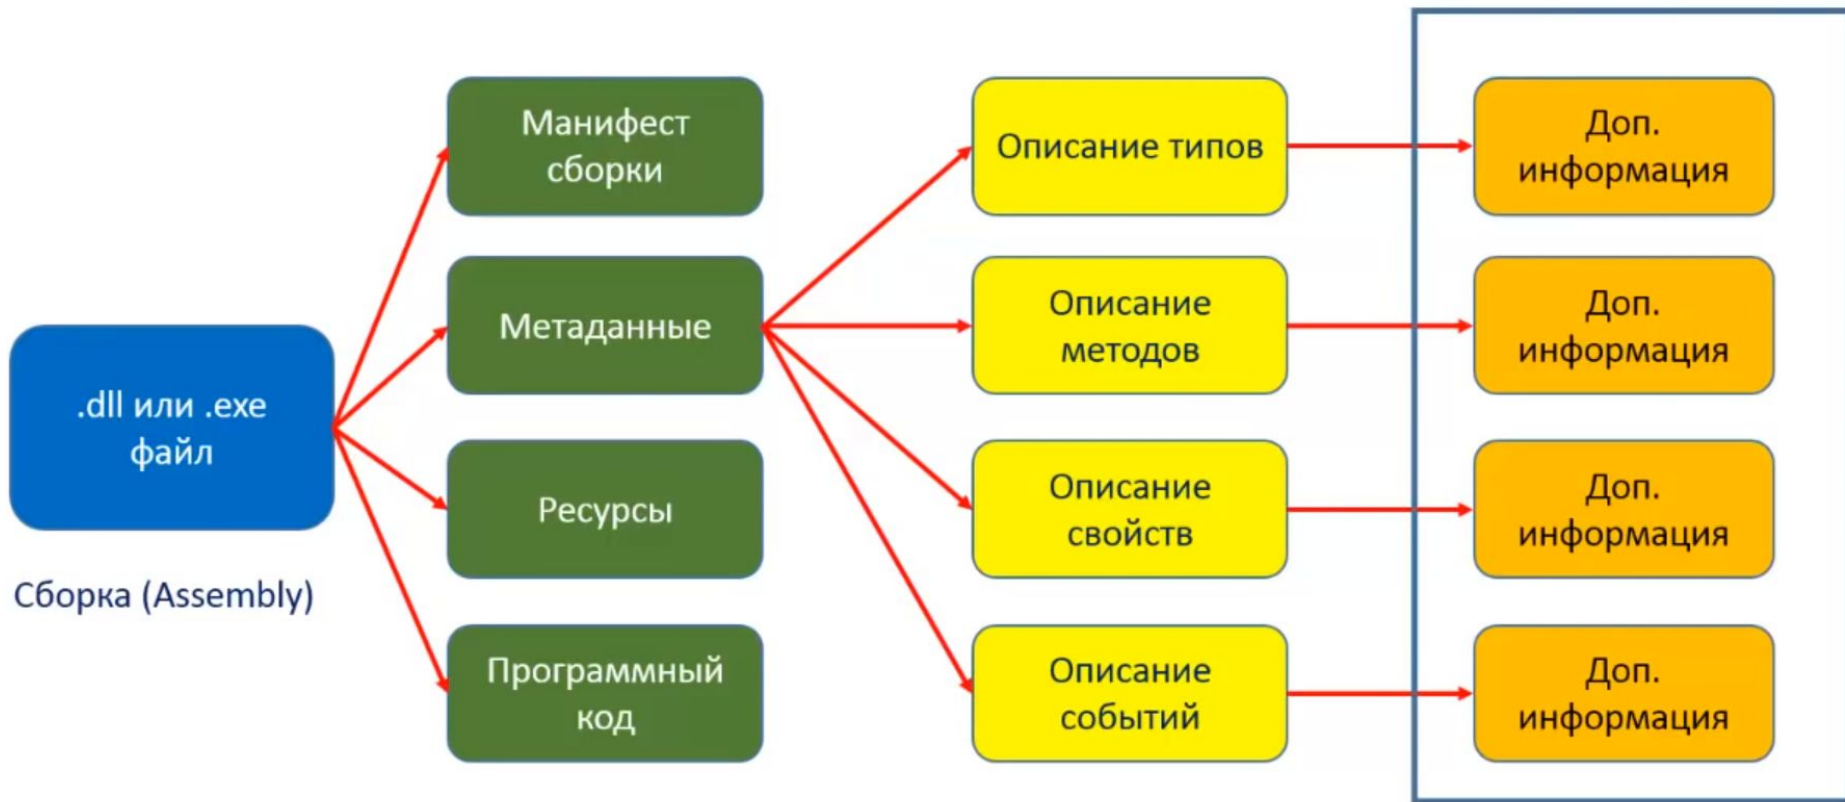 .dll или .exe
файл
Сборка (Assembly)
Манифест
сборки
Метаданные
Ресурсы
Программный
код
Описание типов
Описание
методов
Описание
свойств
Описание
событий
Доп.
информация
Доп.
информация
Доп.
информация
Доп.
информация